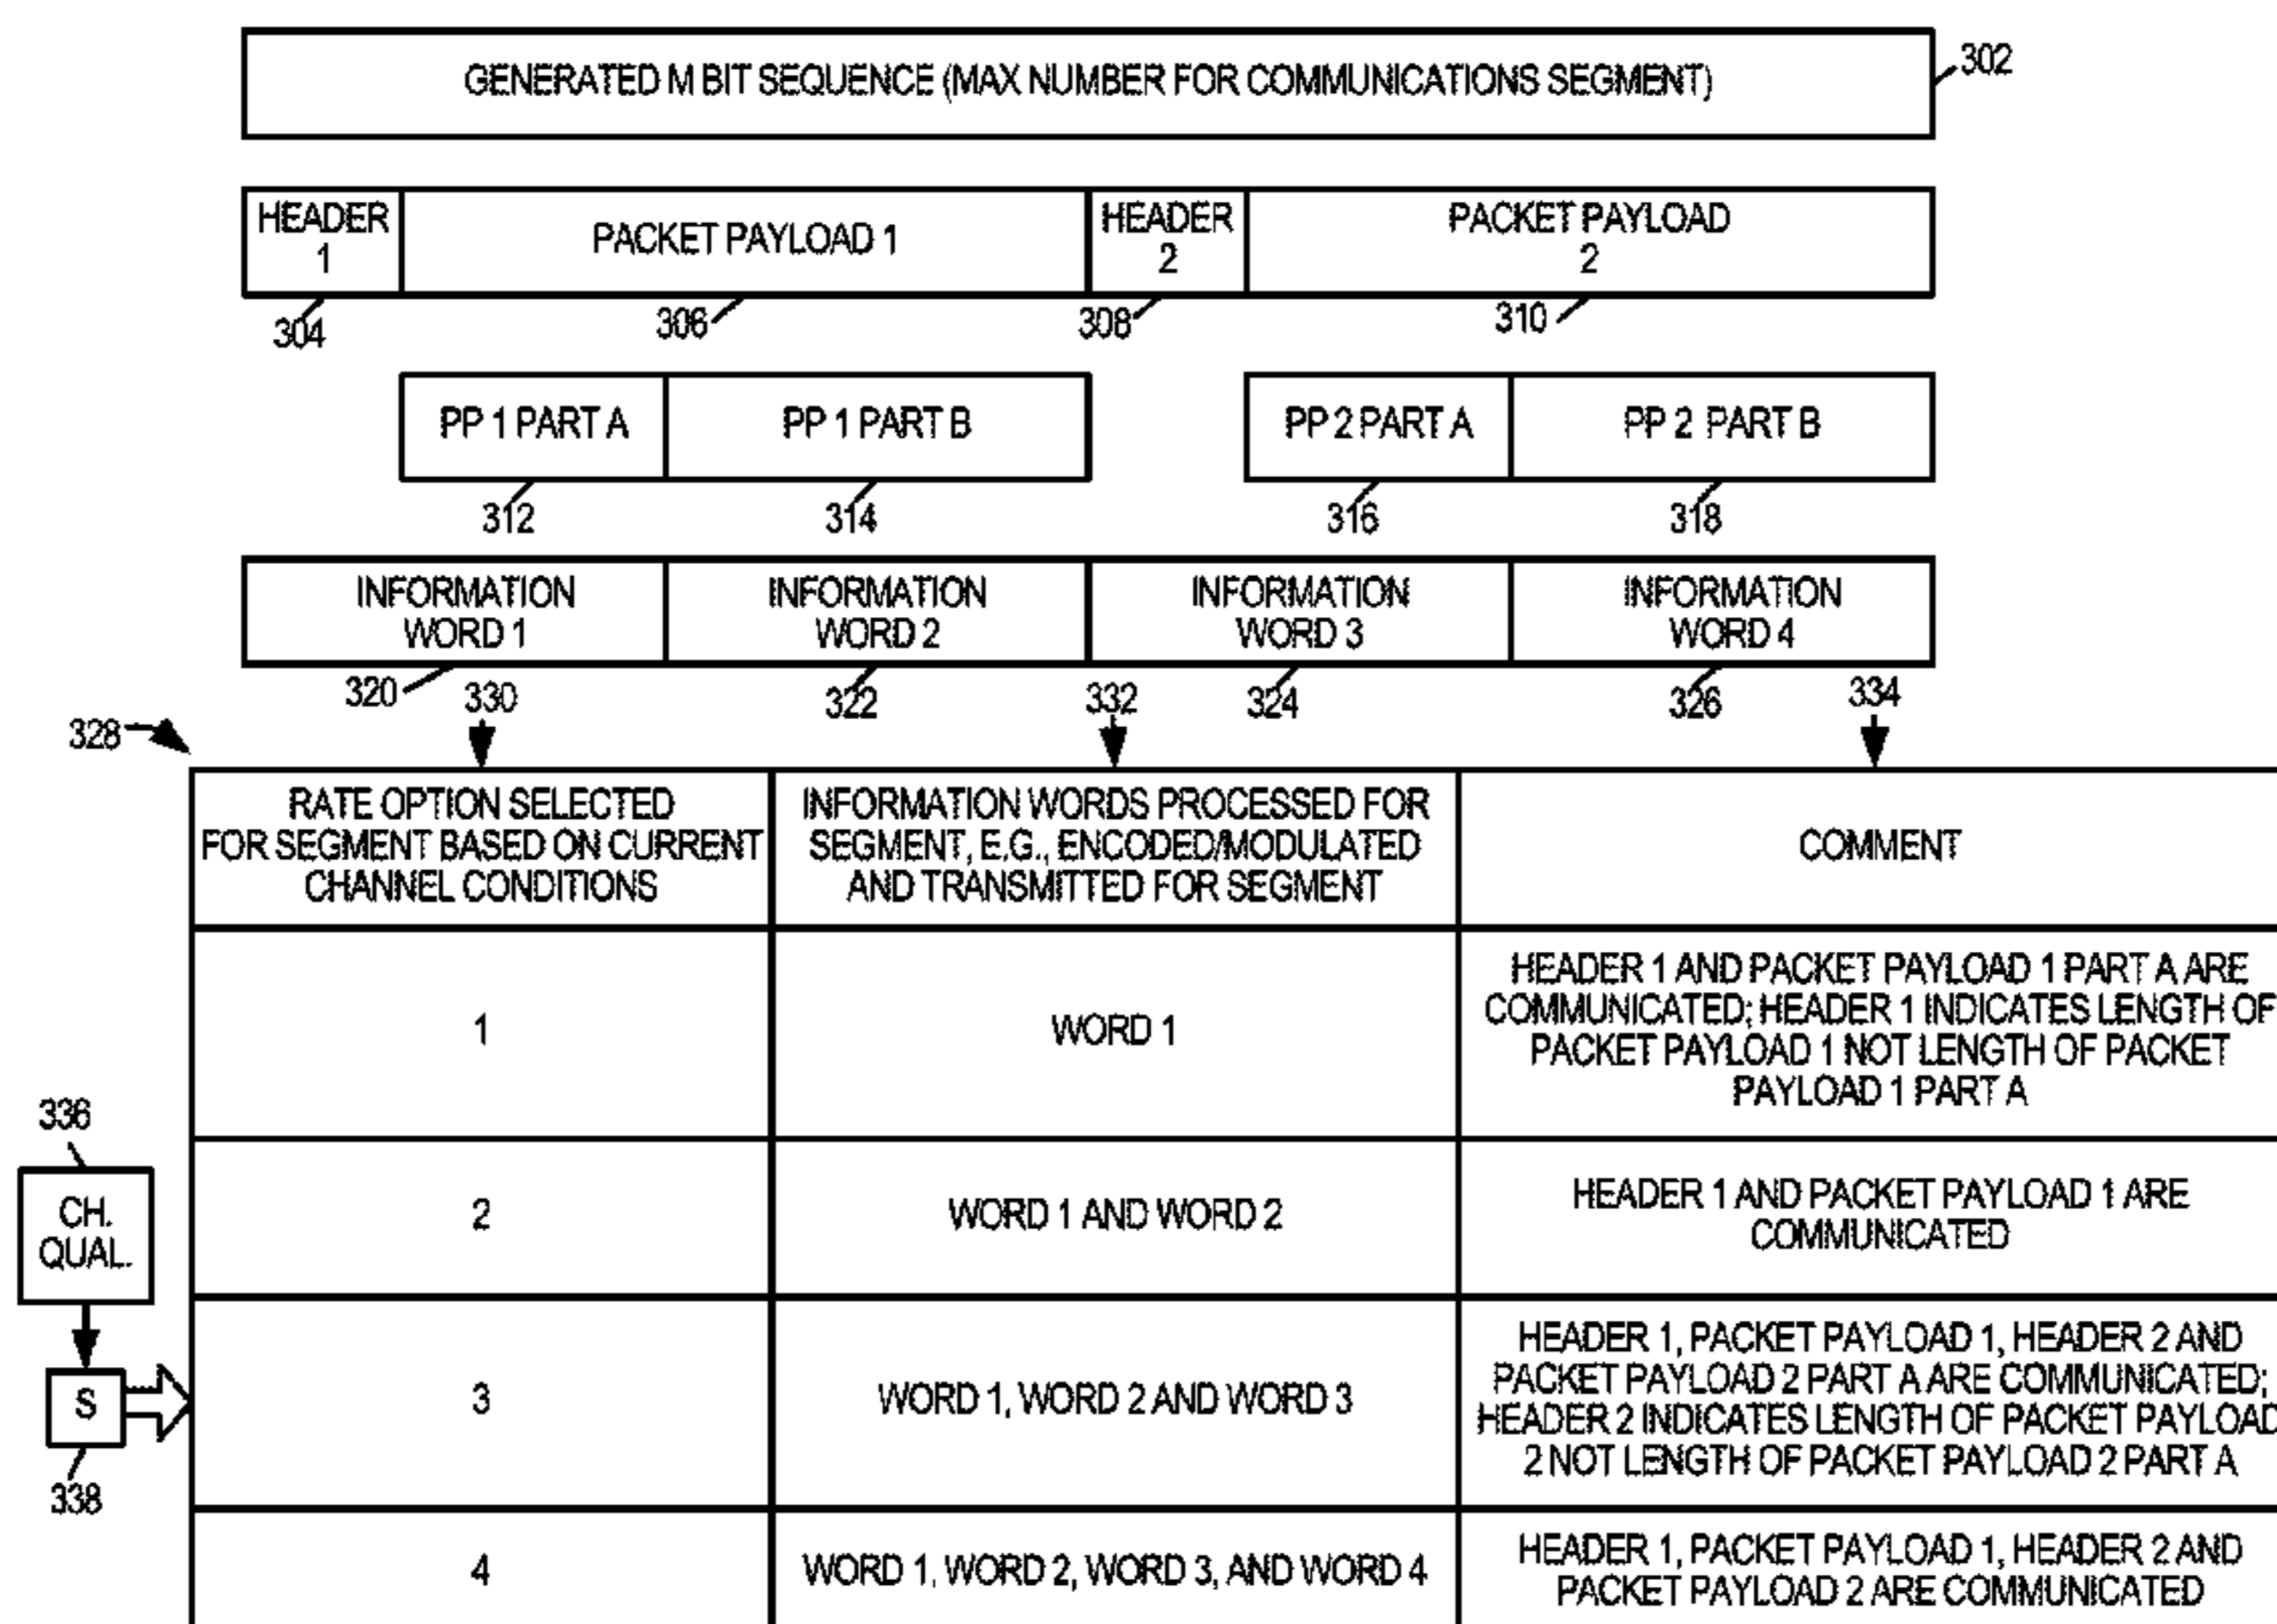 GENERATED M BIT SEQUENCE (MAX NUMBER FOR COMMUNICATIONS SEGMENT)
302
HEADER
1
PACKET PAYLOAD 1
HEADER
2
PACKET PAYLOAD
2
304
306
308
310
PP 1 PART A
PP 1 PART B
PP 2 PART A
PP 2 PART B
312
314
316
318
INFORMATION
WORD 1
INFORMATION
WORD 2
INFORMATION
WORD 3
INFORMATION
WORD 4
320
330
322
332
324
326
334
328
RATE OPTION SELECTED
FOR SEGMENT BASED ON CURRENT
CHANNEL CONDITIONS
INFORMATION WORDS PROCESSED FOR
SEGMENT, E.G., ENCODED/MODULATED
AND TRANSMITTED FOR SEGMENT
COMMENT
1
WORD 1
HEADER 1 AND PACKET PAYLOAD 1 PART A ARE
COMMUNICATED; HEADER 1 INDICATES LENGTH OF
PACKET PAYLOAD 1 NOT LENGTH OF PACKET
PAYLOAD 1 PART A
336
CH.
QUAL.
2
WORD 1 AND WORD 2
HEADER 1 AND PACKET PAYLOAD 1 ARE
COMMUNICATED
S
338
3
WORD 1, WORD 2 AND WORD 3
HEADER 1, PACKET PAYLOAD 1, HEADER 2 AND
PACKET PAYLOAD 2 PART A ARE COMMUNICATED;
HEADER 2 INDICATES LENGTH OF PACKET PAYLOAD
2 NOT LENGTH OF PACKET PAYLOAD 2 PART A
4
WORD 1, WORD 2, WORD 3, AND WORD 4
HEADER 1, PACKET PAYLOAD 1, HEADER 2 AND
PACKET PAYLOAD 2 ARE COMMUNICATED